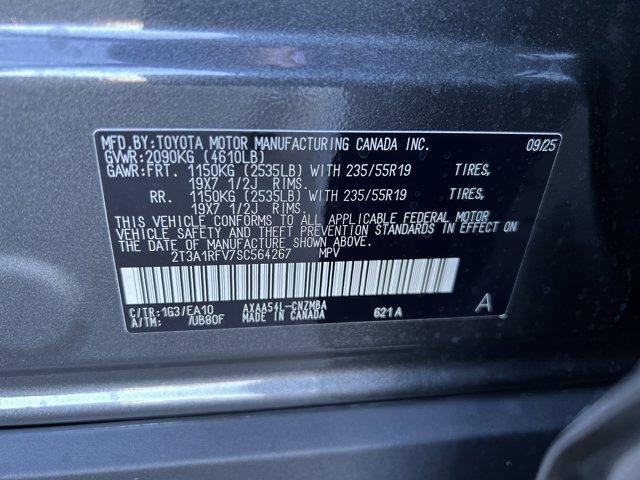 MFD.BY:TOYOTA MOTOR MANUFACTURING CANADA INC. 09/25
GVWR:2090KG (4610LB)
GAWR:FRT. 1150KG (2535LB) WITH 235/55R19 TIRES,
19X7 1/2J RIMS.
RR. 1150KG (2535LB) WITH 235/55R19 TIRES,
19X7 1/2J RIMS.
THIS VEHICLE CONFORMS TO ALL APPLICABLE FEDERAL MOTOR
VEHICLE SAFETY AND THEFT PREVENTION STANDARDS IN EFFECT ON
THE DATE OF MANUFACTURE SHOWN ABOVE.
2T3A1RFV7SC564267 MPV
C/TR:1G3/EA10 AXAA54L-CNZMBA 621A A
A/TM: /UB80F MADE IN CANADA